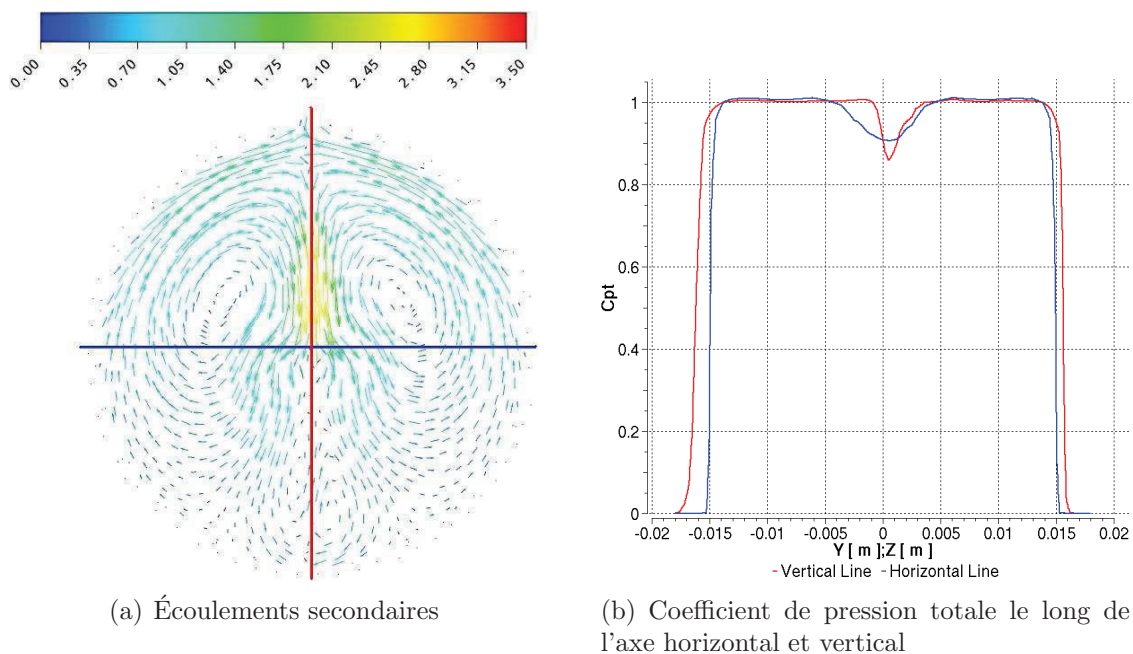 0.00 0.35 0.70 1.05 1.40 1.75 2.10 2.45 2.80 3.15 3.50
1
0.8
0.6
0.4
0.2
0
Cpt
-0.02 -0.015 -0.01 -0.005 0 0.005 0.01 0.015 0.02
Y [ m ];Z [ m ]
Vertical Line Horizontal Line
(a) Écoulements secondaires
(b) Coefficient de pression totale le long de
l'axe horizontal et vertical